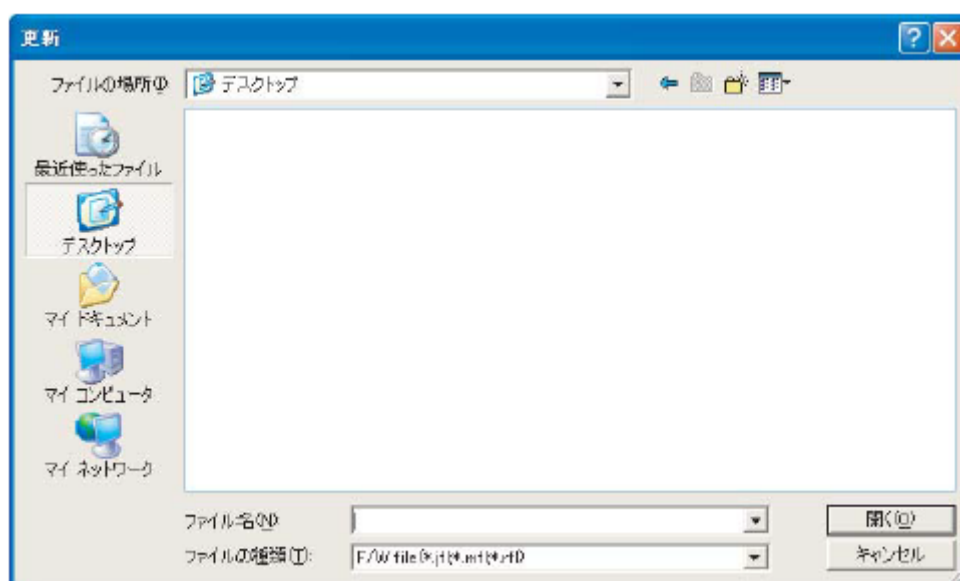 更新
ファイルの場所(I)
デスクトップ
最近使ったファイル
デスクトップ
マイ ドキュメント
マイ コンピュータ
マイ ネットワーク
ファイル名(N):
開く(O)
ファイルの種類(T):
F/W file
キャンセル